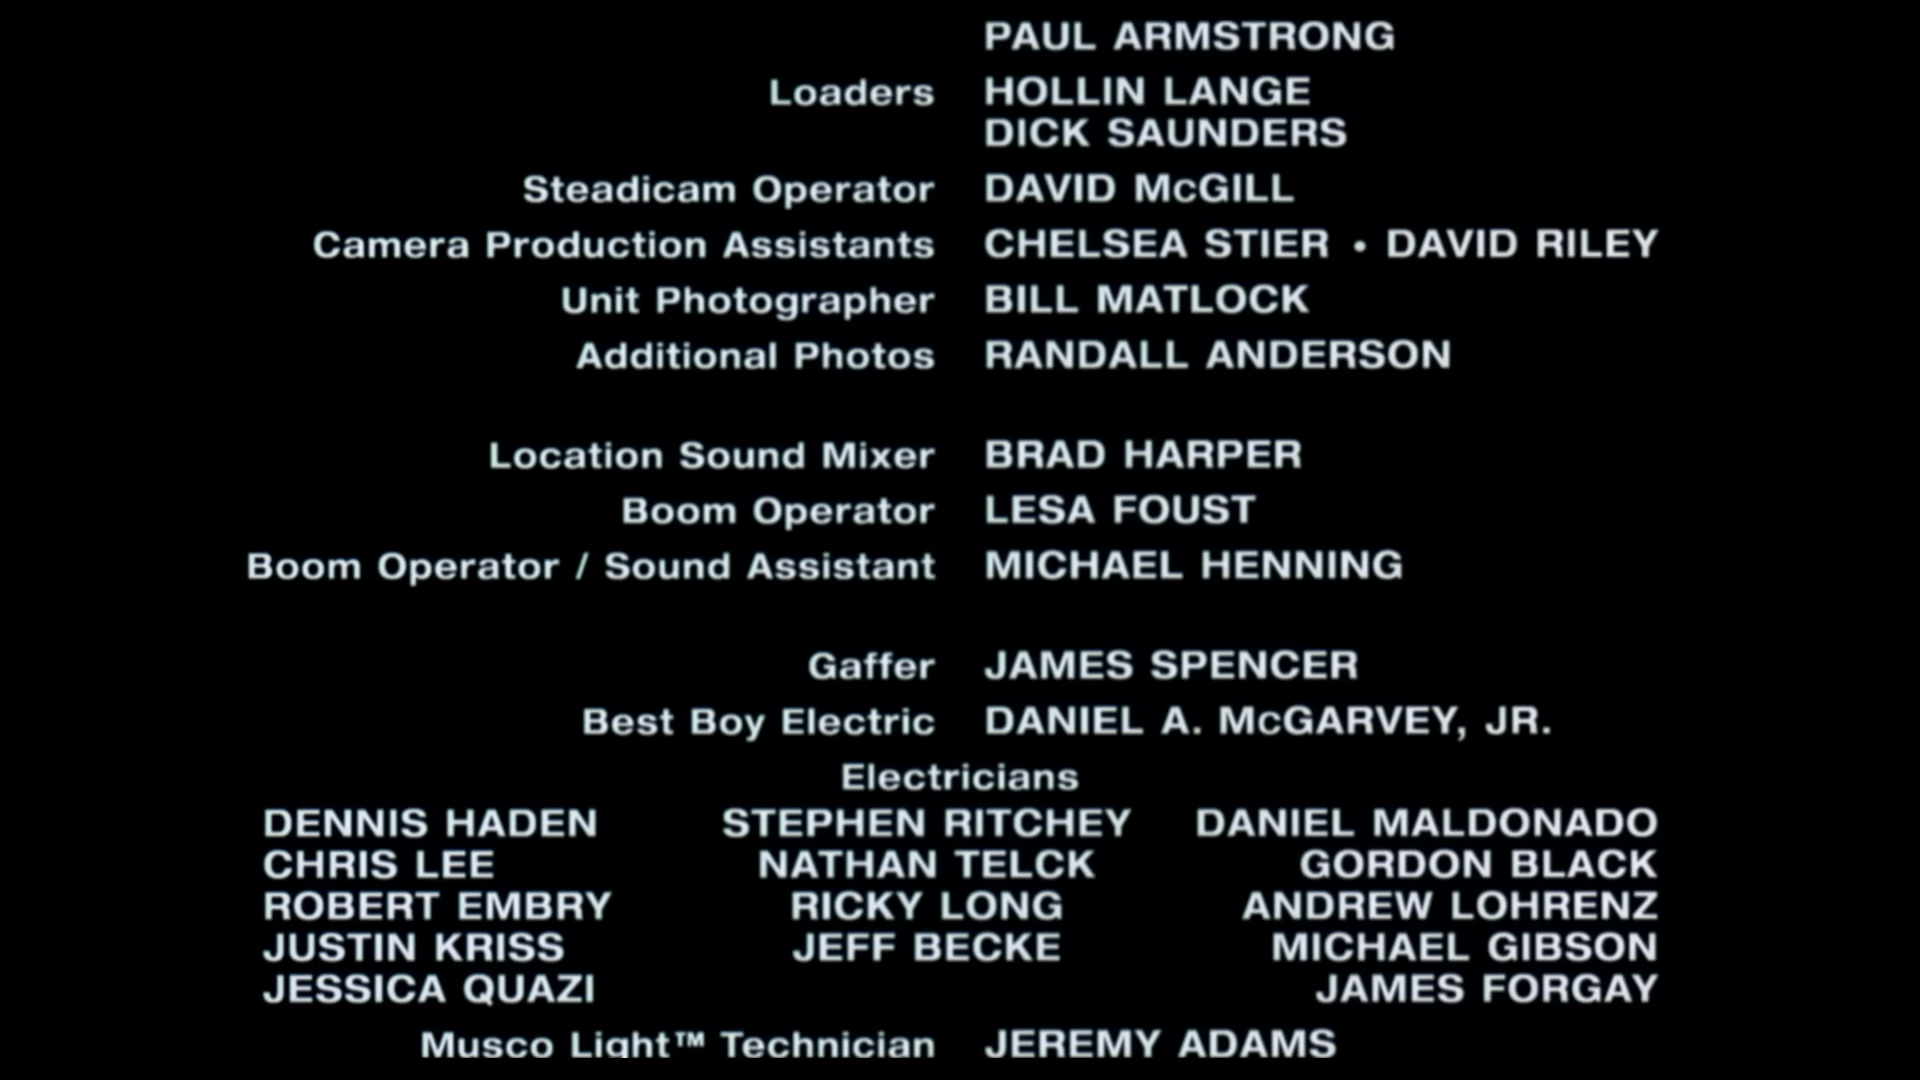 PAUL ARMSTRONG
Loaders HOLLIN LANGE
DICK SAUNDERS
Steadicam Operator DAVID McGILL
Camera Production Assistants CHELSEA STIER • DAVID RILEY
Unit Photographer BILL MATLOCK
Additional Photos RANDALL ANDERSON
Location Sound Mixer BRAD HARPER
Boom Operator LESA FOUST
Boom Operator / Sound Assistant MICHAEL HENNING
Gaffer JAMES SPENCER
Best Boy Electric DANIEL A. McGARVEY, JR.
Electricians
DENNIS HADEN STEPHEN RITCHEY DANIEL MALDONADO
CHRIS LEE NATHAN TELCK GORDON BLACK
ROBERT EMBRY RICKY LONG ANDREW LOHRENZ
JUSTIN KRISS JEFF BECKE MICHAEL GIBSON
JESSICA QUAZI JAMES FORGAY
Musco Light™ Technician JEREMY ADAMS